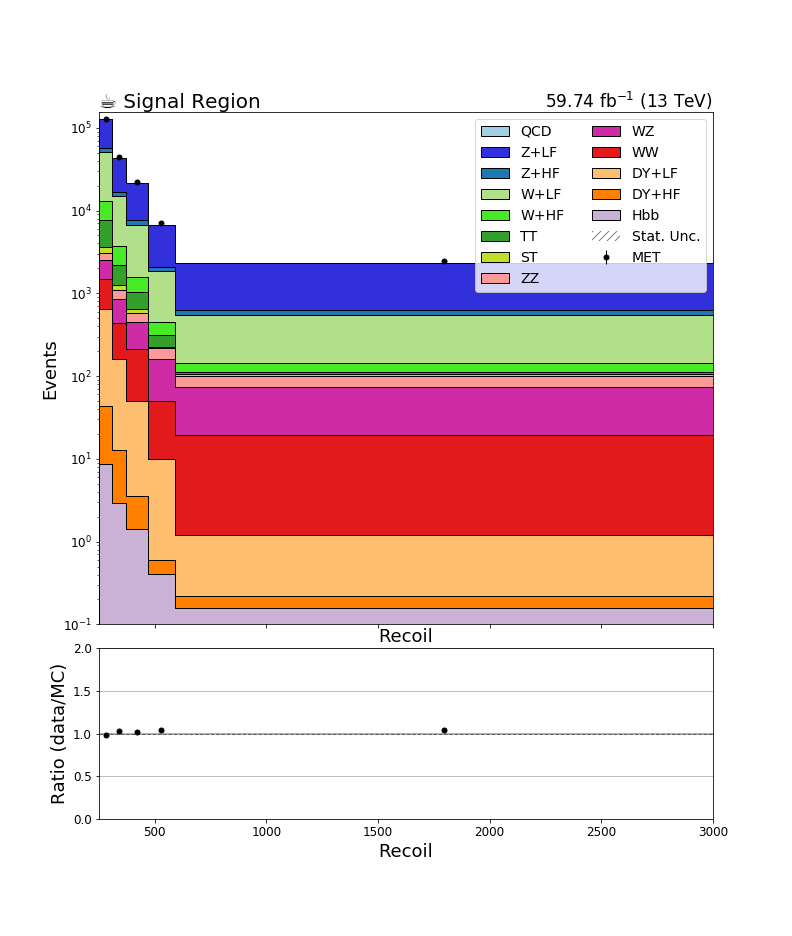 ☕ Signal Region 59.74 fb⁻¹ (13 TeV)
QCD
Z+LF
Z+HF
W+LF
W+HF
TT
ST
ZZ
WZ
WW
DY+LF
DY+HF
Hbb
Stat. Unc.
MET
Events
10⁵
10⁴
10³
10²
10¹
10⁰
10⁻¹
Recoil
Ratio (data/MC)
2.0
1.5
1.0
0.5
0.0
500 1000 1500 2000 2500 3000
Recoil